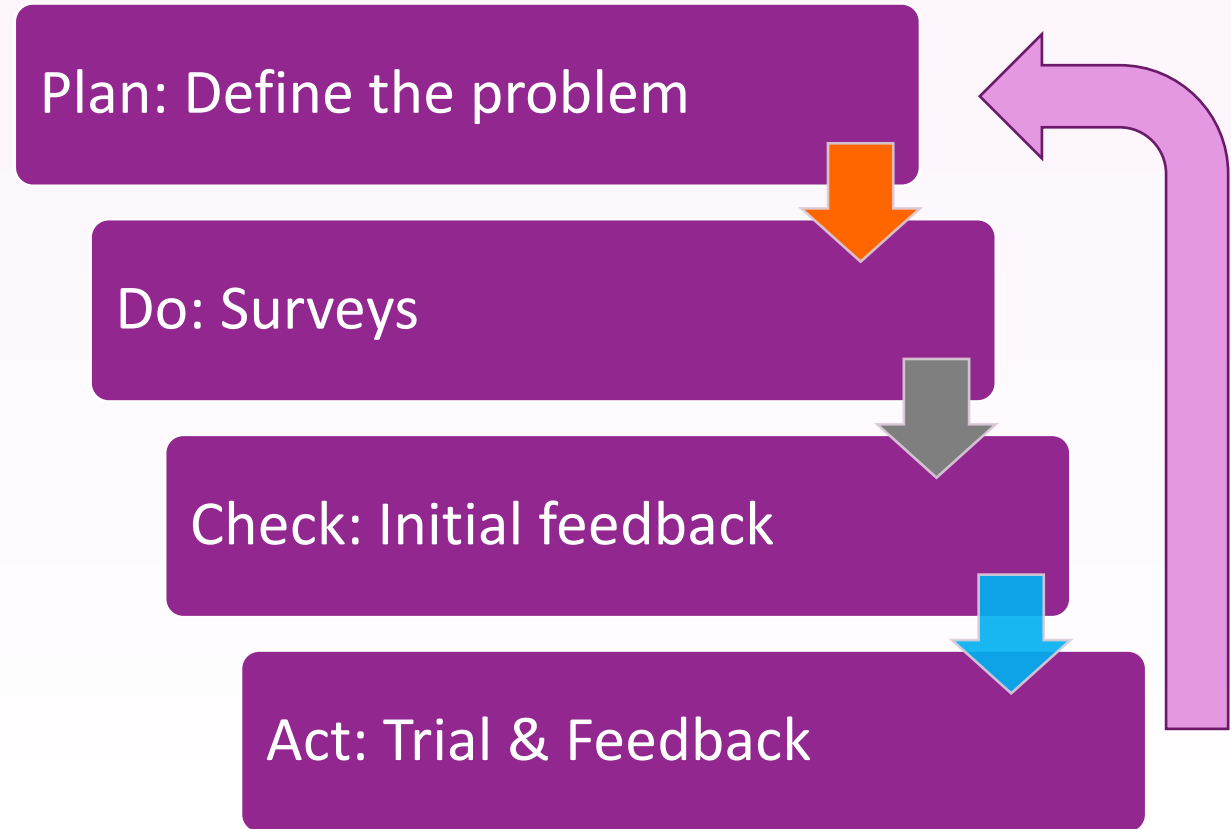 Plan: Define the problem
Do: Surveys
Check: Initial feedback
Act: Trial & Feedback